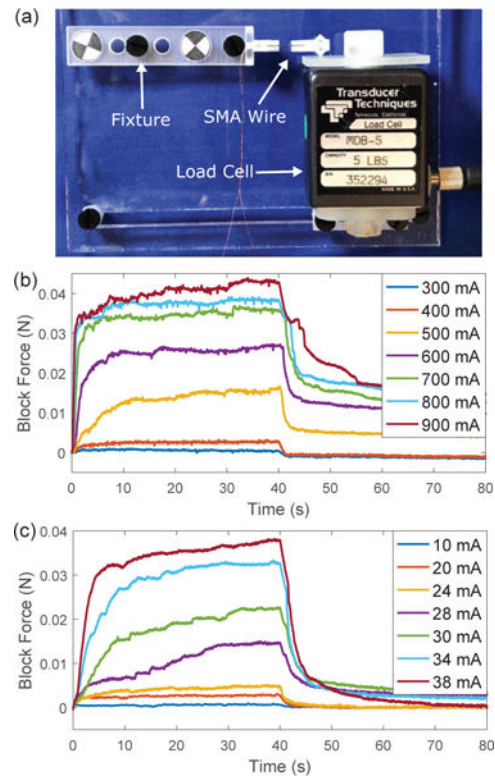 (a)
Fixture
SMA Wire
Load Cell
Transducer
Techniques
Temecula, California
Load Cell
MODEL
MDB-5
CAPACITY
5 LBS
S/N
352294
MADE IN U.S.A.
(b)
Block Force (N)
0.04
0.03
0.02
0.01
0
0 10 20 30 40 50 60 70 80
Time (s)
300 mA
400 mA
500 mA
600 mA
700 mA
800 mA
900 mA
(c)
Block Force (N)
0.04
0.03
0.02
0.01
0
0 10 20 30 40 50 60 70 80
Time (s)
10 mA
20 mA
24 mA
28 mA
30 mA
34 mA
38 mA